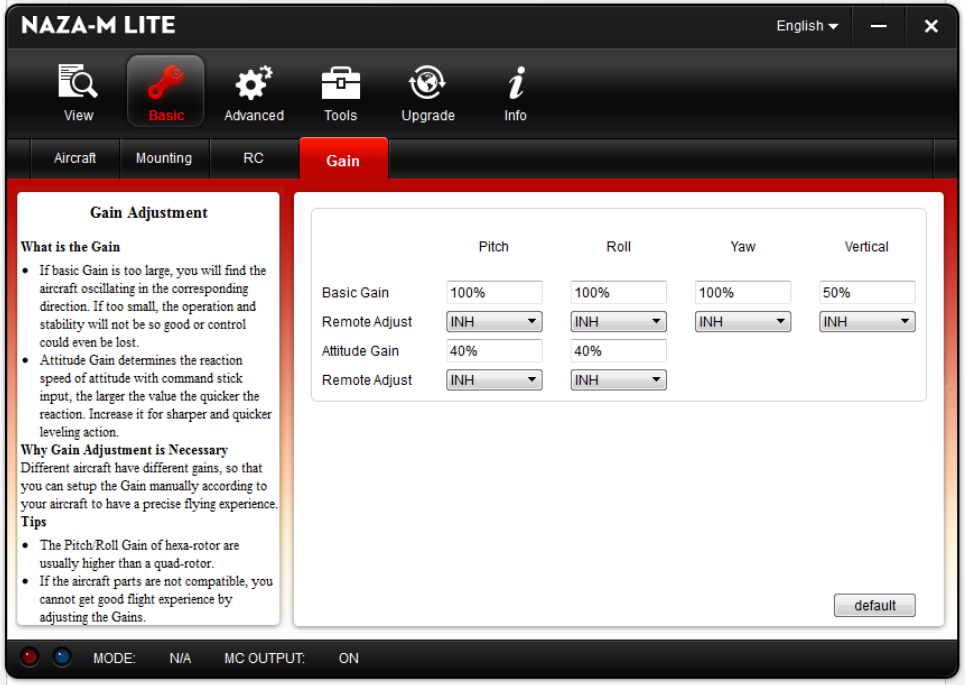 NAZA-M LITE
English
View
Basic
Advanced
Tools
Upgrade
Info
Aircraft
Mounting
RC
Gain
Gain Adjustment
What is the Gain
• If basic Gain is too large, you will find the
aircraft oscillating in the corresponding
direction. If too small, the operation and
stability will not be so good or control
could even be lost.
• Attitude Gain determines the reaction
speed of attitude with command stick
input, the larger the value the quicker the
reaction. Increase it for sharper and quicker
leveling action.
Why Gain Adjustment is Necessary
Different aircraft have different gains, so that
you can setup the Gain manually according to
your aircraft to have a precise flying experience.
Tips
• The Pitch/Roll Gain of hexa-rotor are
usually higher than a quad-rotor.
• If the aircraft parts are not compatible, you
cannot get good flight experience by
adjusting the Gains.
Pitch Roll Yaw Vertical
Basic Gain 100% 100% 100% 50%
Remote Adjust INH INH INH INH
Attitude Gain 40% 40%
Remote Adjust INH INH
default
MODE: N/A MC OUTPUT: ON